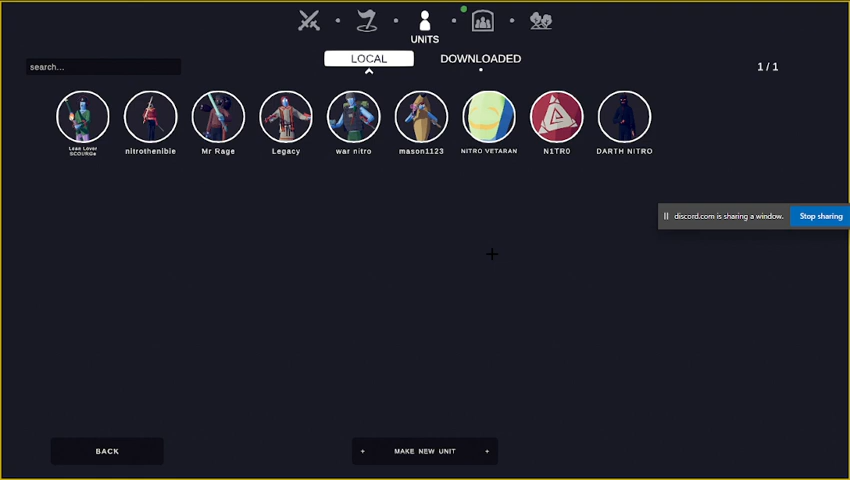 UNITS
LOCAL
DOWNLOADED
search...
1 / 1
Lean Lover
SCOURGe
nitrothenibie
Mr Rage
Legacy
war nitro
mason1123
NITRO VETARAN
N1TR0
DARTH NITRO
discord.com is sharing a window.
Stop sharing
BACK
+ MAKE NEW UNIT +